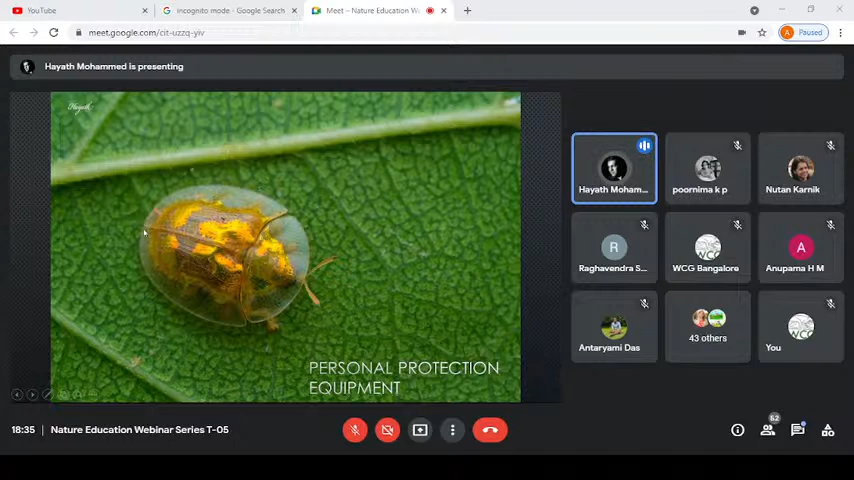 YouTube
incognito mode - Google Search
Meet – Nature Education W
meet.google.com/cit-uzzq-yiv
A
Paused
Hayath Mohammed is presenting
Hayath
PERSONAL PROTECTION
EQUIPMENT
Hayath Moham...
poornima k p
Nutan Karnik
R
Raghavendra S...
WCG
WCG Bangalore
A
Anupama H M
Antaryami Das
43 others
WCG
You
18:35
Nature Education Webinar Series T-05
52